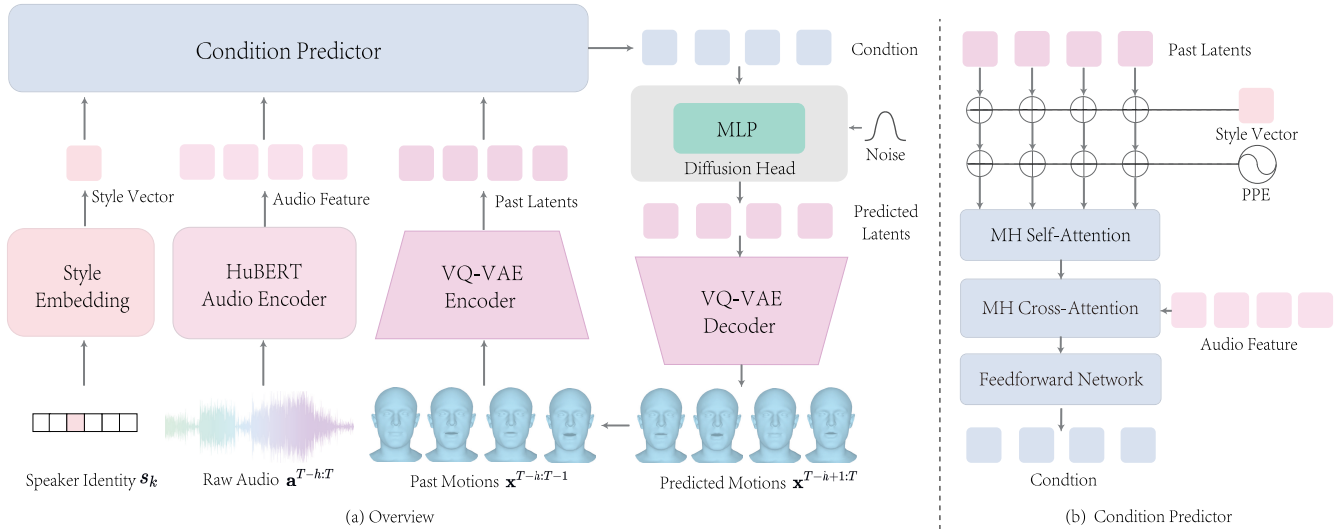 Condition Predictor
Condtion
MLP
Diffusion Head
Noise
Style Vector
Audio Feature
Past Latents
Predicted
Latents
Style
Embedding
HuBERT
Audio Encoder
VQ-VAE
Encoder
VQ-VAE
Decoder
Speaker Identity sₖ
Raw Audio a^{T−h:T}
Past Motions x^{T−h:T−1}
Predicted Motions x^{T−h+1:T}
(a) Overview
Past Latents
Style Vector
PPE
MH Self-Attention
MH Cross-Attention
Audio Feature
Feedforward Network
Condtion
(b) Condition Predictor